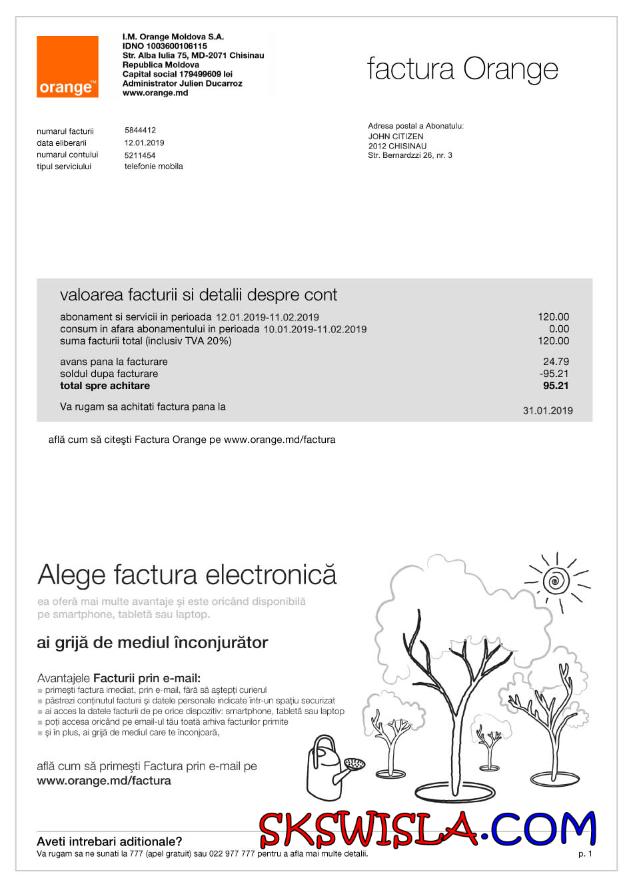 I.M. Orange Moldova S.A.
IDNO 1003600106115
Str. Alba Iulia 75, MD-2071 Chisinau
Republica Moldova
Capital social 179499609 lei
Administrator Julien Ducarroz
www.orange.md
orange™
factura Orange
numarul facturii 5844412
data eliberarii 12.01.2019
numarul contului 5211454
tipul serviciului telefonie mobila
Adresa postal a Abonatulu:
JOHN CITIZEN
2012 CHISINAU
Str. Bernardzzi 26, nr. 3
valoarea facturii si detalii despre cont
abonament si servicii in perioada 12.01.2019-11.02.2019 120.00
consum in afara abonamentului in perioada 10.01.2019-11.02.2019 0.00
suma facturii total (inclusiv TVA 20%) 120.00
avans pana la facturare 24.79
soldul dupa facturare -95.21
total spre achitare 95.21
Va rugam sa achitati factura pana la 31.01.2019
află cum să citești Factura Orange pe www.orange.md/factura
Alege factura electronică
ea oferă mai multe avantaje și este oricând disponibilă
pe smartphone, tabletă sau laptop.
ai grijă de mediul înconjurător
Avantajele Facturii prin e-mail:
■ primești factura imediat, prin e-mail, fără să aștepți curierul
■ păstrezi conținutul facturii și datele personale indicate într-un spațiu securizat
■ ai acces la datele facturii de pe orice dispozitiv: smartphone, tabletă sau laptop
■ poți accesa oricând pe email-ul tău toată arhiva facturilor primite
■ și în plus, ai grijă de mediul care te înconjoară,
află cum să primești Factura prin e-mail pe
www.orange.md/factura
SKSWISLA.COM
Aveti intrebari aditionale?
Va rugam sa ne sunati la 777 (apel gratuit) sau 022 977 777 pentru a afla mai multe detalii.
p. 1